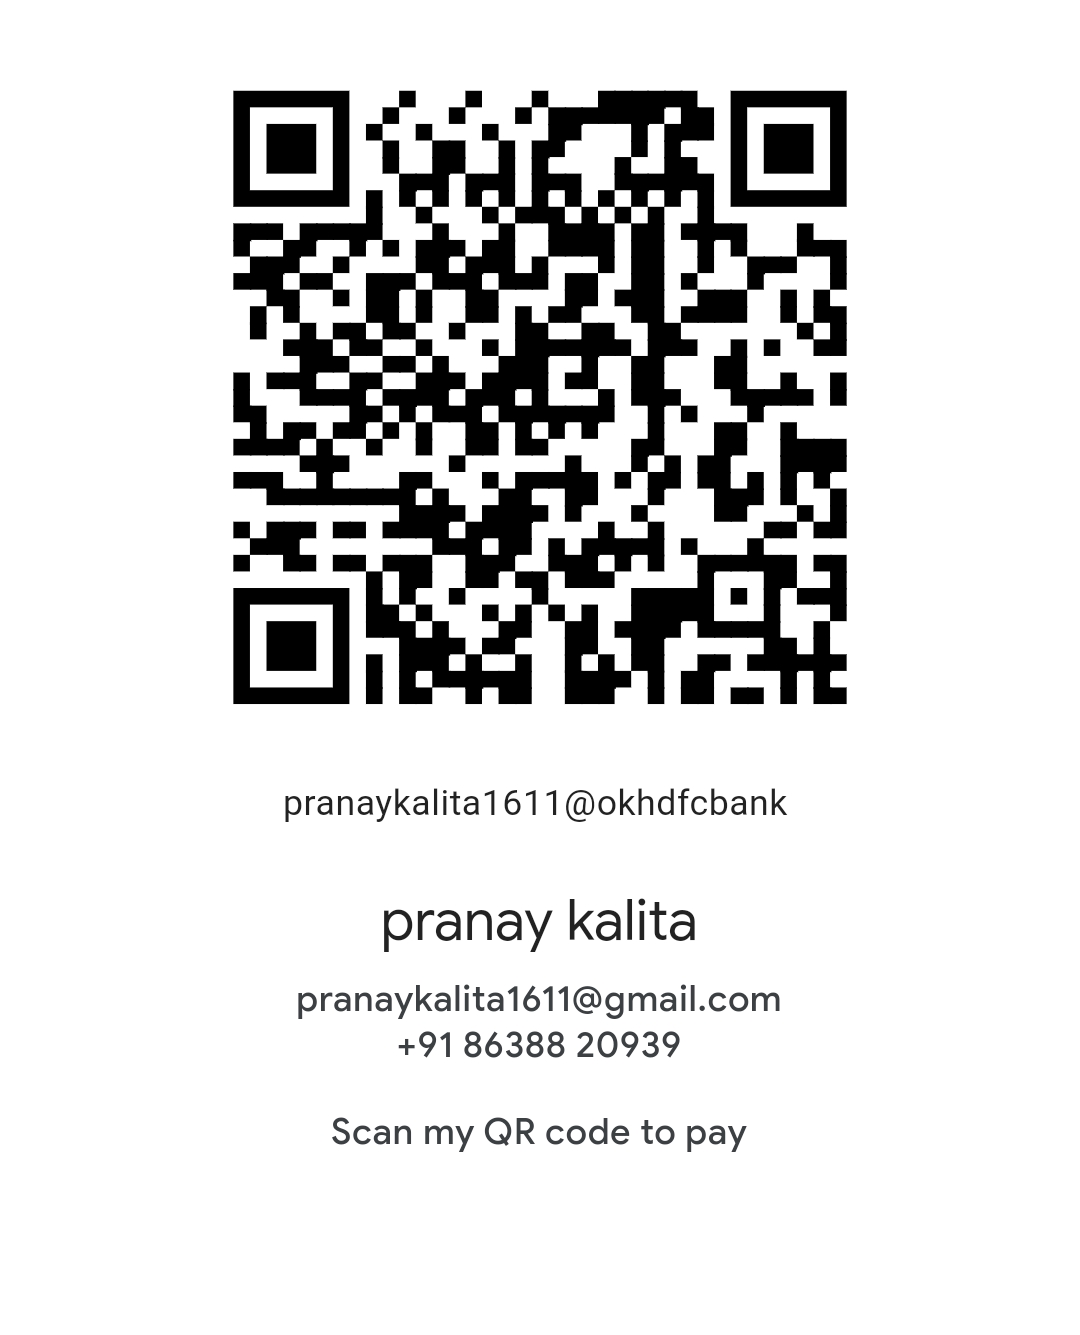 pranaykalita1611@okhdfcbank
pranay kalita
pranaykalita1611@gmail.com
+91 86388 20939
Scan my QR code to pay